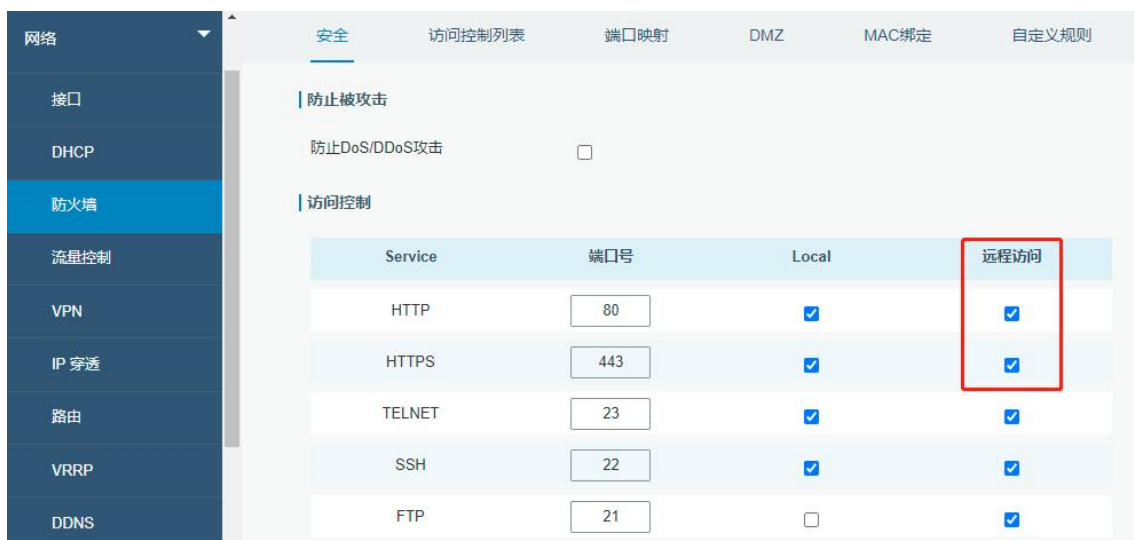 网络
接口
DHCP
防火墙
流量控制
VPN
IP 穿透
路由
VRRP
DDNS
安全 访问控制列表 端口映射 DMZ MAC绑定 自定义规则
防止被攻击
防止DoS/DDoS攻击
访问控制
Service 端口号 Local 远程访问
HTTP 80
HTTPS 443
TELNET 23
SSH 22
FTP 21